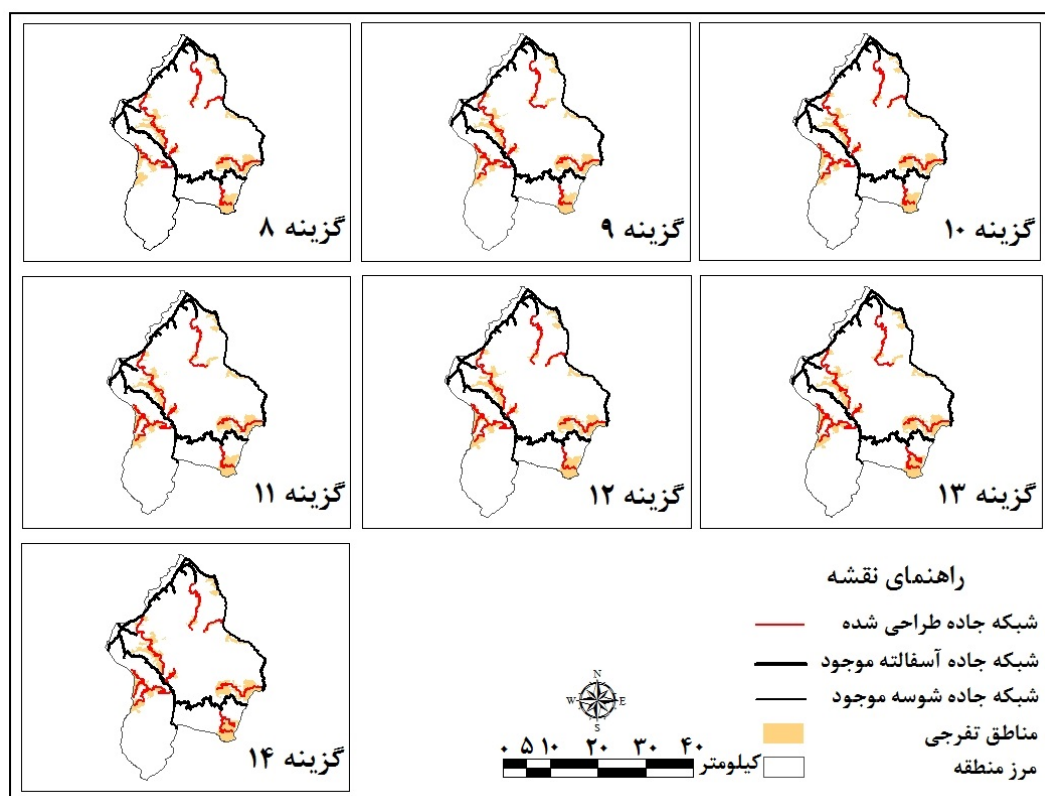 گزینه ۸
گزینه ۹
گزینه ۱۰
گزینه ۱۱
گزینه ۱۲
گزینه ۱۳
گزینه ۱۴
راهنمای نقشه
شبکه جاده طراحی شده
شبکه جاده آسفالته موجود
شبکه جاده شوسه موجود
مناطق تفرجی
مرز منطقه
N
W E
S
۰ ۵ ۱۰ ۲۰ ۳۰ ۴۰
کیلومتر